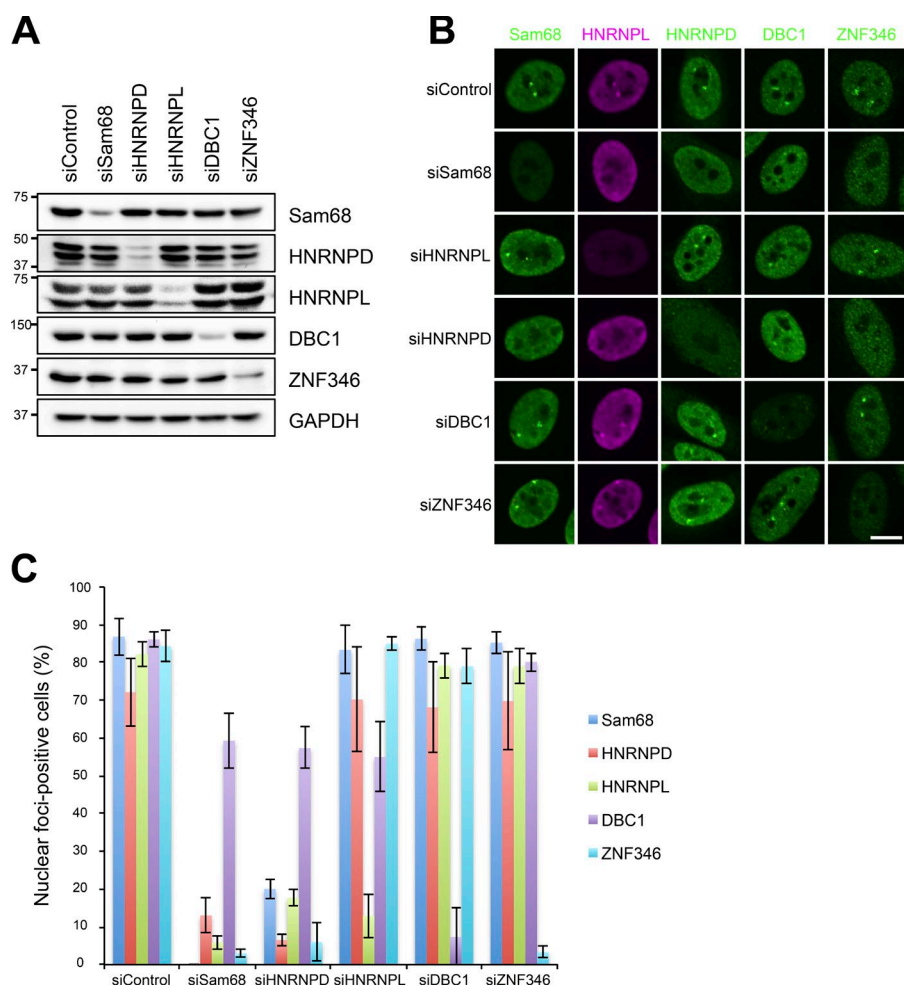 A
siControl
siSam68
siHNRNPD
siHNRNPL
siDBC1
siZNF346
75
Sam68
50
37
HNRNPD
75
HNRNPL
150
DBC1
37
ZNF346
37
GAPDH
B
Sam68 HNRNPL HNRNPD DBC1 ZNF346
siControl
siSam68
siHNRNPL
siHNRNPD
siDBC1
siZNF346
C
Nuclear foci-positive cells (%)
100
90
80
70
60
50
40
30
20
10
0
siControl siSam68 siHNRNPD siHNRNPL siDBC1 siZNF346
Sam68
HNRNPD
HNRNPL
DBC1
ZNF346